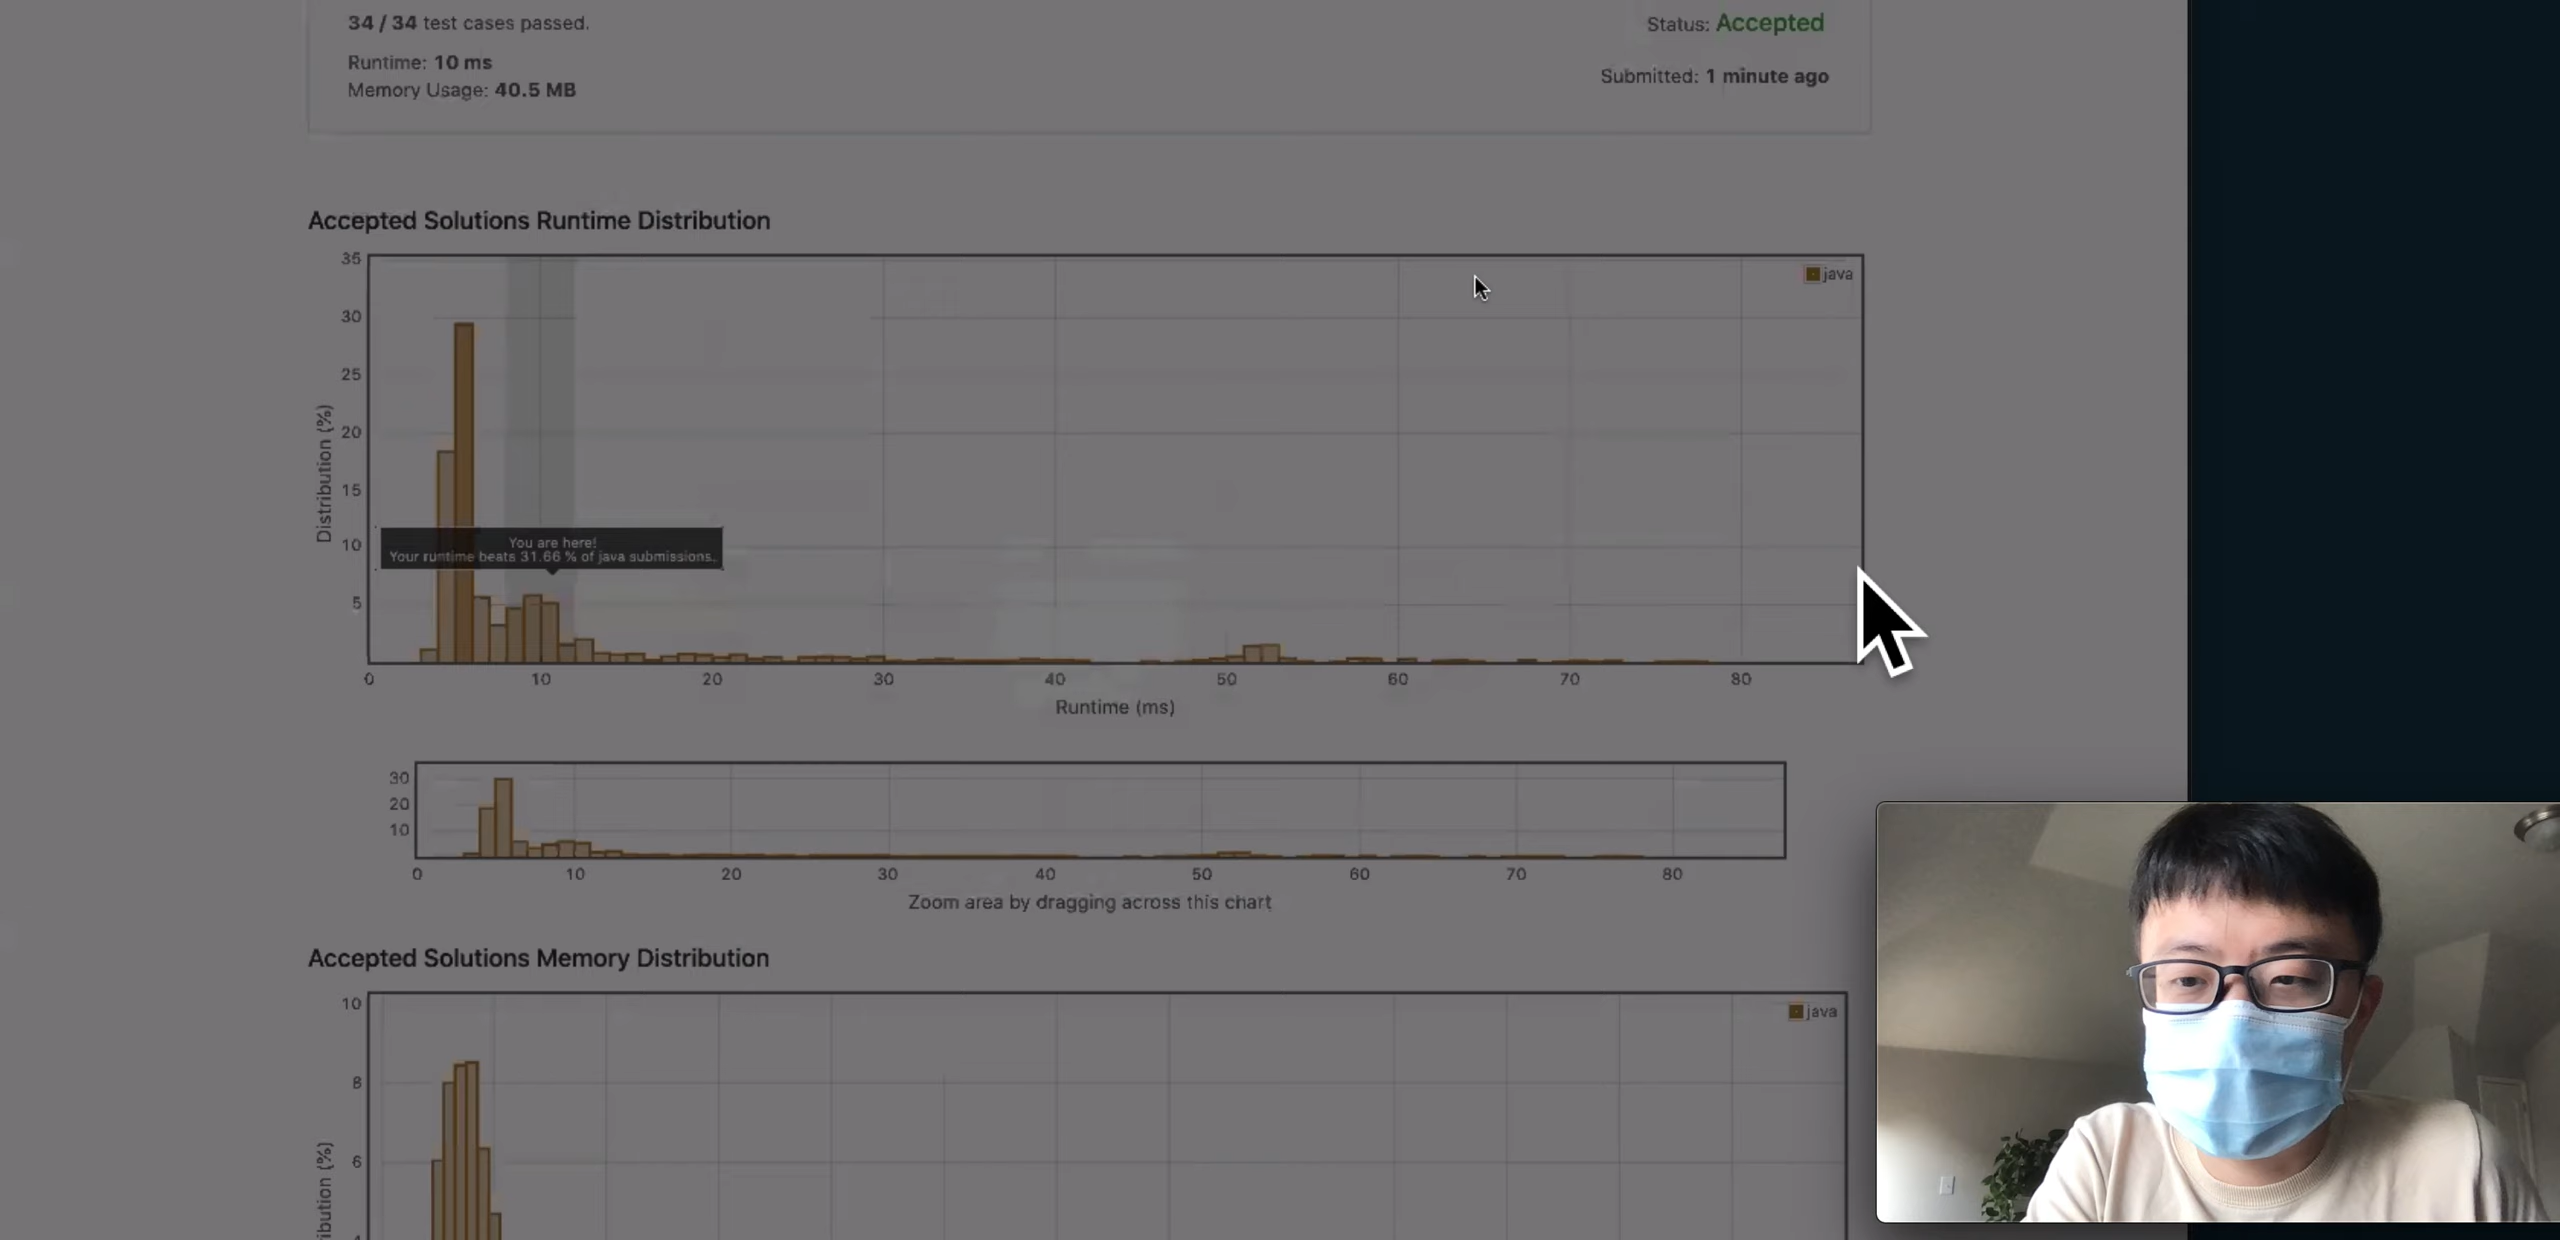 34 / 34 test cases passed.
Status: Accepted
Runtime: 10 ms
Submitted: 1 minute ago
Memory Usage: 40.5 MB
Accepted Solutions Runtime Distribution
35
30
25
20
15
10
5
Distribution (%)
java
You are here!
Your runtime beats 31.66 % of java submissions.
0 10 20 30 40 50 60 70 80
Runtime (ms)
30
20
10
0 10 20 30 40 50 60 70 80
Zoom area by dragging across this chart
Accepted Solutions Memory Distribution
10
8
6
java